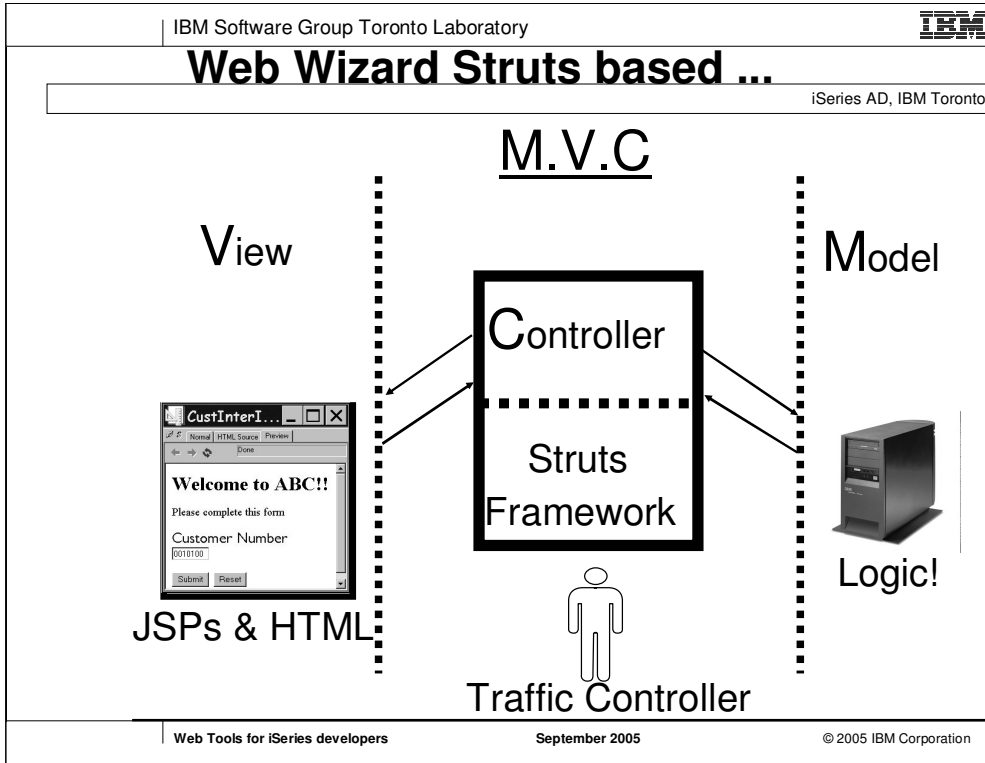 IBM Software Group Toronto Laboratory
IBM
Web Wizard Struts based ...
iSeries AD, IBM Toronto
M.V.C
View
Model
Controller
Struts
Framework
CustInterI...
Normal HTML Source Preview
Done
Welcome to ABC!!
Please complete this form
Customer Number
0010100
Submit Reset
Logic!
JSPs & HTML
Traffic Controller
Web Tools for iSeries developers
September 2005
© 2005 IBM Corporation